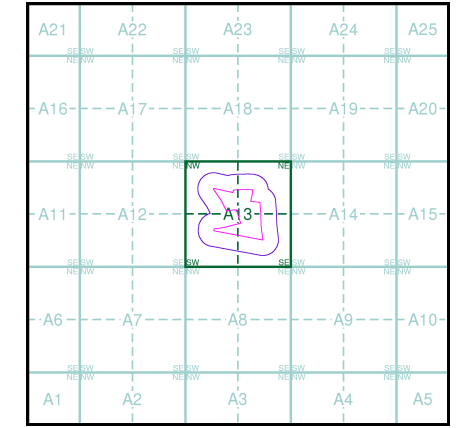 A21 A22 A23 A24 A25
SE SW SE SW SE SW SE SW
NE NW NE NW NE NW NE NW
A16 A17 A18 A19 A20
SE SW SE SW SE SW SE SW
NE NW NE NW NE NW NE NW
A11 A12 A13 A14 A15
SE SW SE SW SE SW SE SW
NE NW NE NW NE NW NE NW
A6 A7 A8 A9 A10
SE SW SE SW SE SW SE SW
NE NW NE NW NE NW NE NW
A1 A2 A3 A4 A5